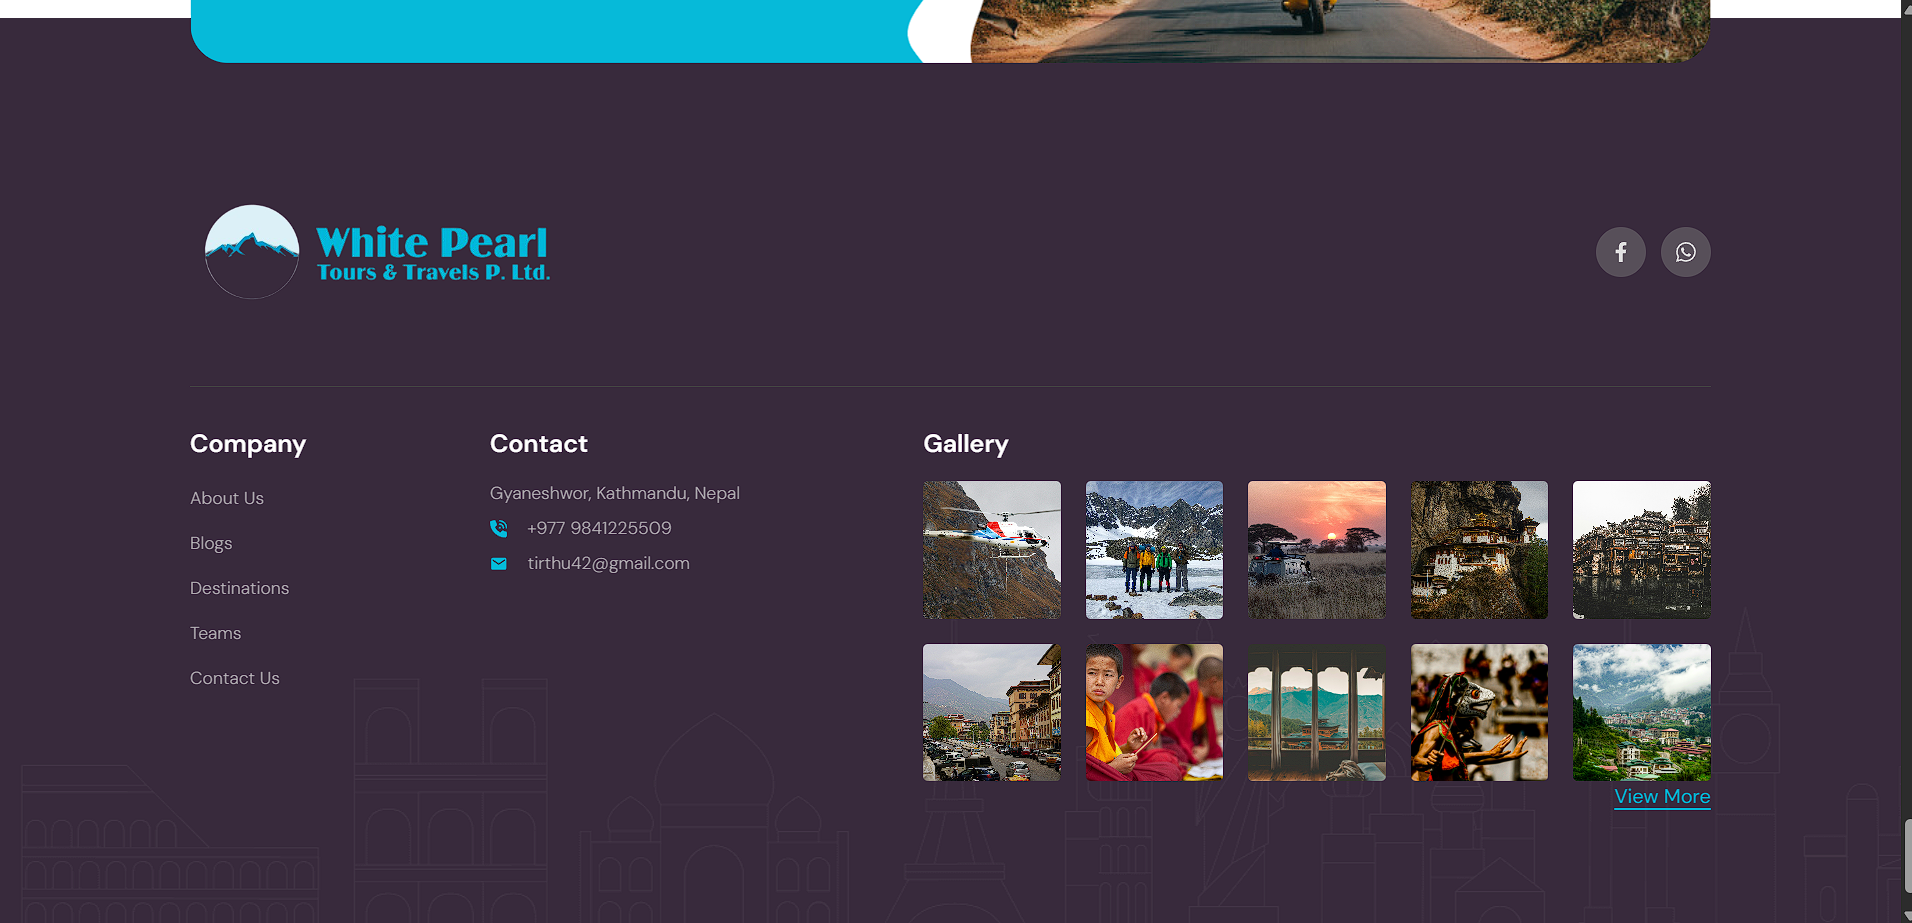 White Pearl
Tours & Travels P. Ltd.
Company
About Us
Blogs
Destinations
Teams
Contact Us
Contact
Gyaneshwor, Kathmandu, Nepal
+977 9841225509
tirthu42@gmail.com
Gallery
View More